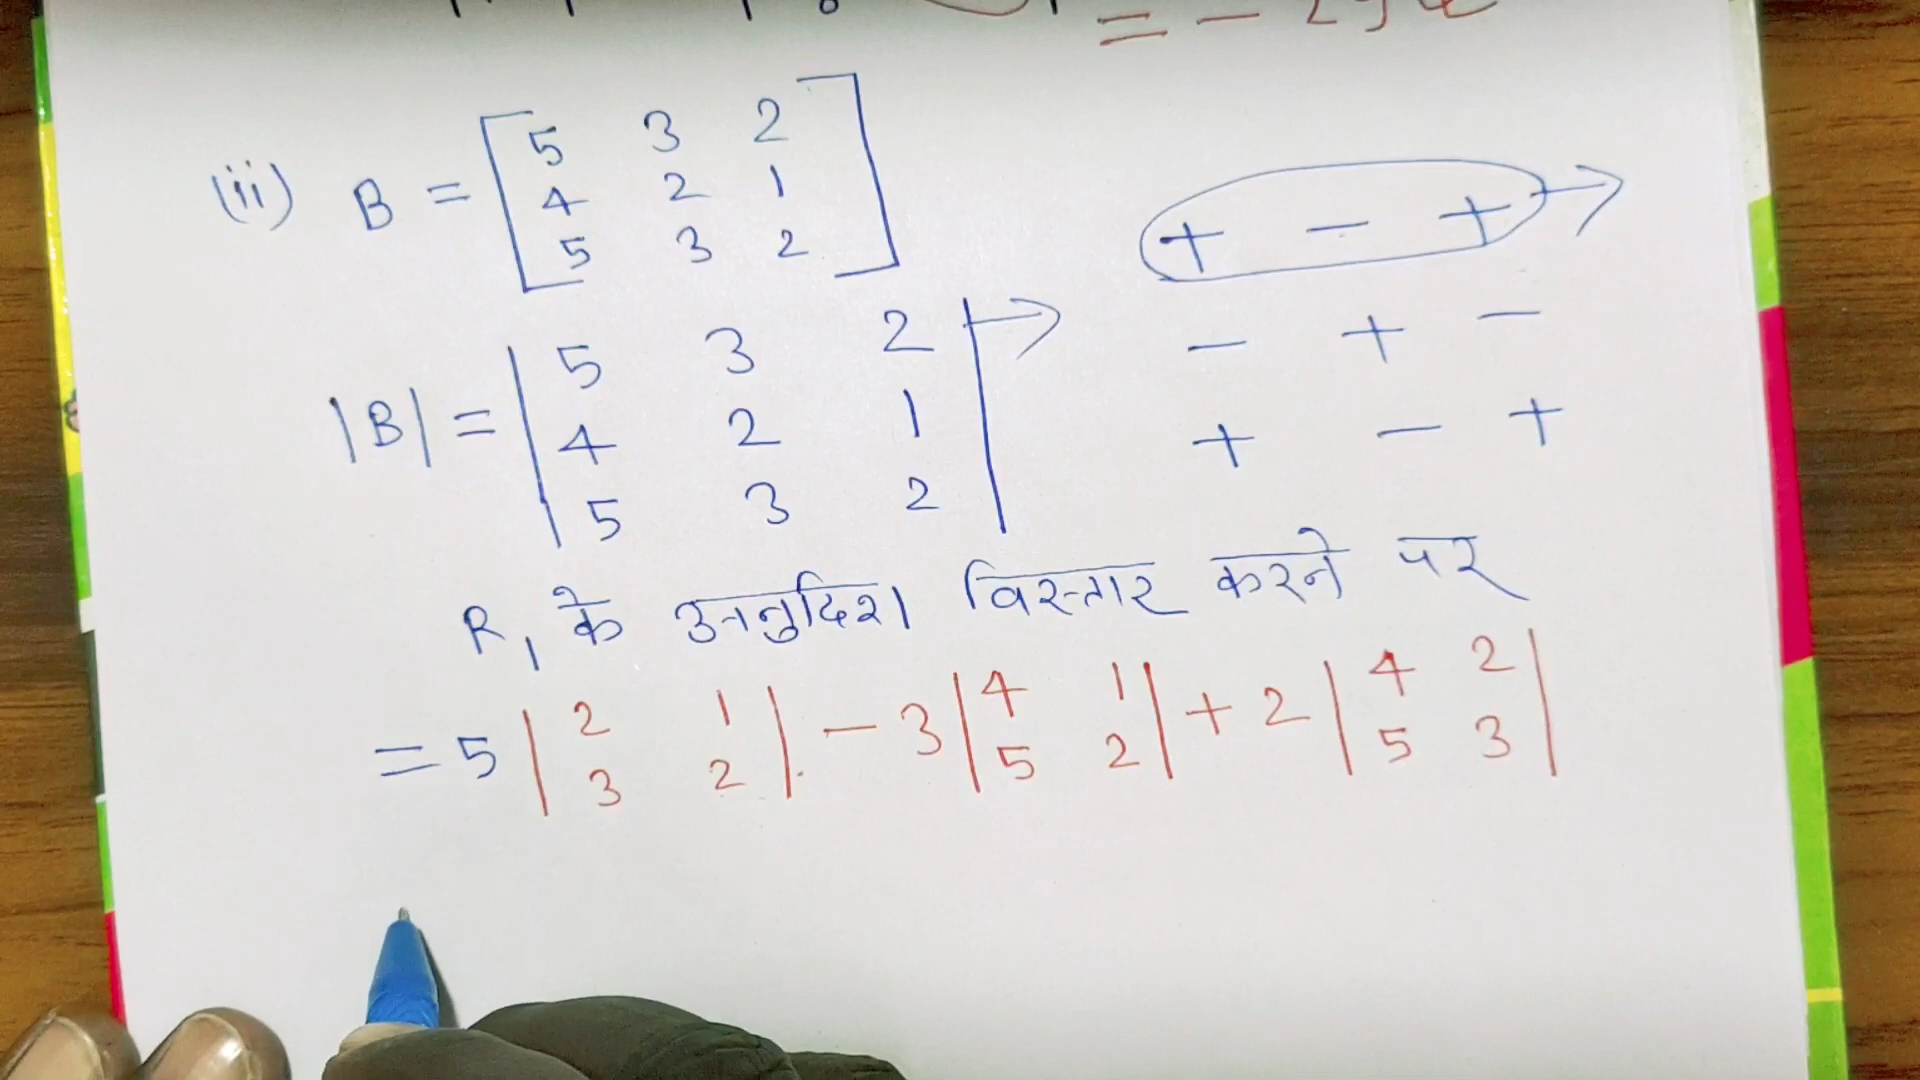 (ii) B = [5 3 2
4 2 1
5 3 2]
+ - +
- + -
+ - +
|B| = |5 3 2| →
|4 2 1|
|5 3 2|
R₁ के अनुदिश विस्तार करने पर
= 5 |2 1| - 3 |4 1| + 2 |4 2|
|3 2| |5 2| |5 3|